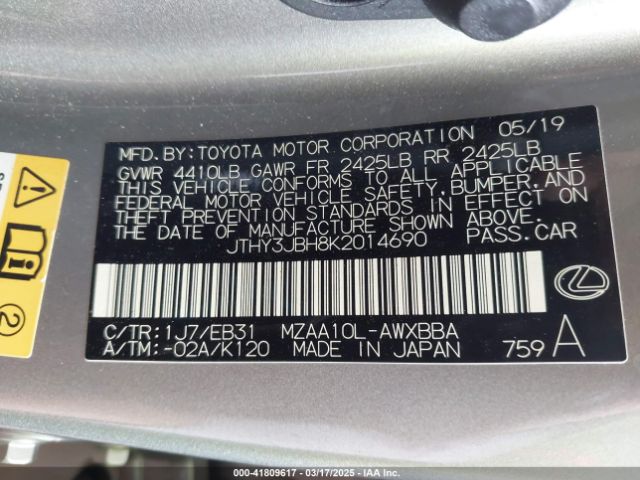 MFD. BY: TOYOTA MOTOR CORPORATION 05/19
GVWR 4410LB GAWR FR 2425LB RR 2425LB
THIS VEHICLE CONFORMS TO ALL APPLICABLE
FEDERAL MOTOR VEHICLE SAFETY, BUMPER, AND
THEFT PREVENTION STANDARDS IN EFFECT ON
THE DATE OF MANUFACTURE SHOWN ABOVE.
JTHY3JBH8K2014690 PASS.CAR
C/TR: 1J7/EB31 MZAA10L-AWXBBA
A/TM: -02A/K120 MADE IN JAPAN 759 A
2
000-41809617 - 03/17/2025 - IAA, LLC